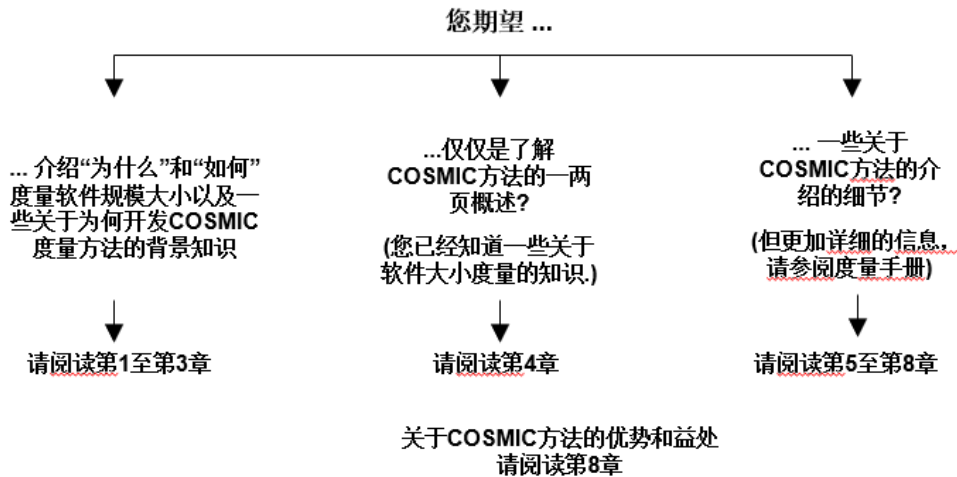 您期望 ...
... 介绍“为什么”和“如何”
度量软件规模大小以及一
些关于为何开发COSMIC
度量方法的背景知识
请阅读第1至第3章
...仅仅是了解
COSMIC方法的一两
页概述?
(您已经知道一些关于
软件大小度量的知识.)
请阅读第4章
... 一些关于
COSMIC方法的介
绍的细节?
(但更加详细的信息，
请参阅度量手册)
请阅读第5至第8章
关于COSMIC方法的优势和益处
请阅读第8章